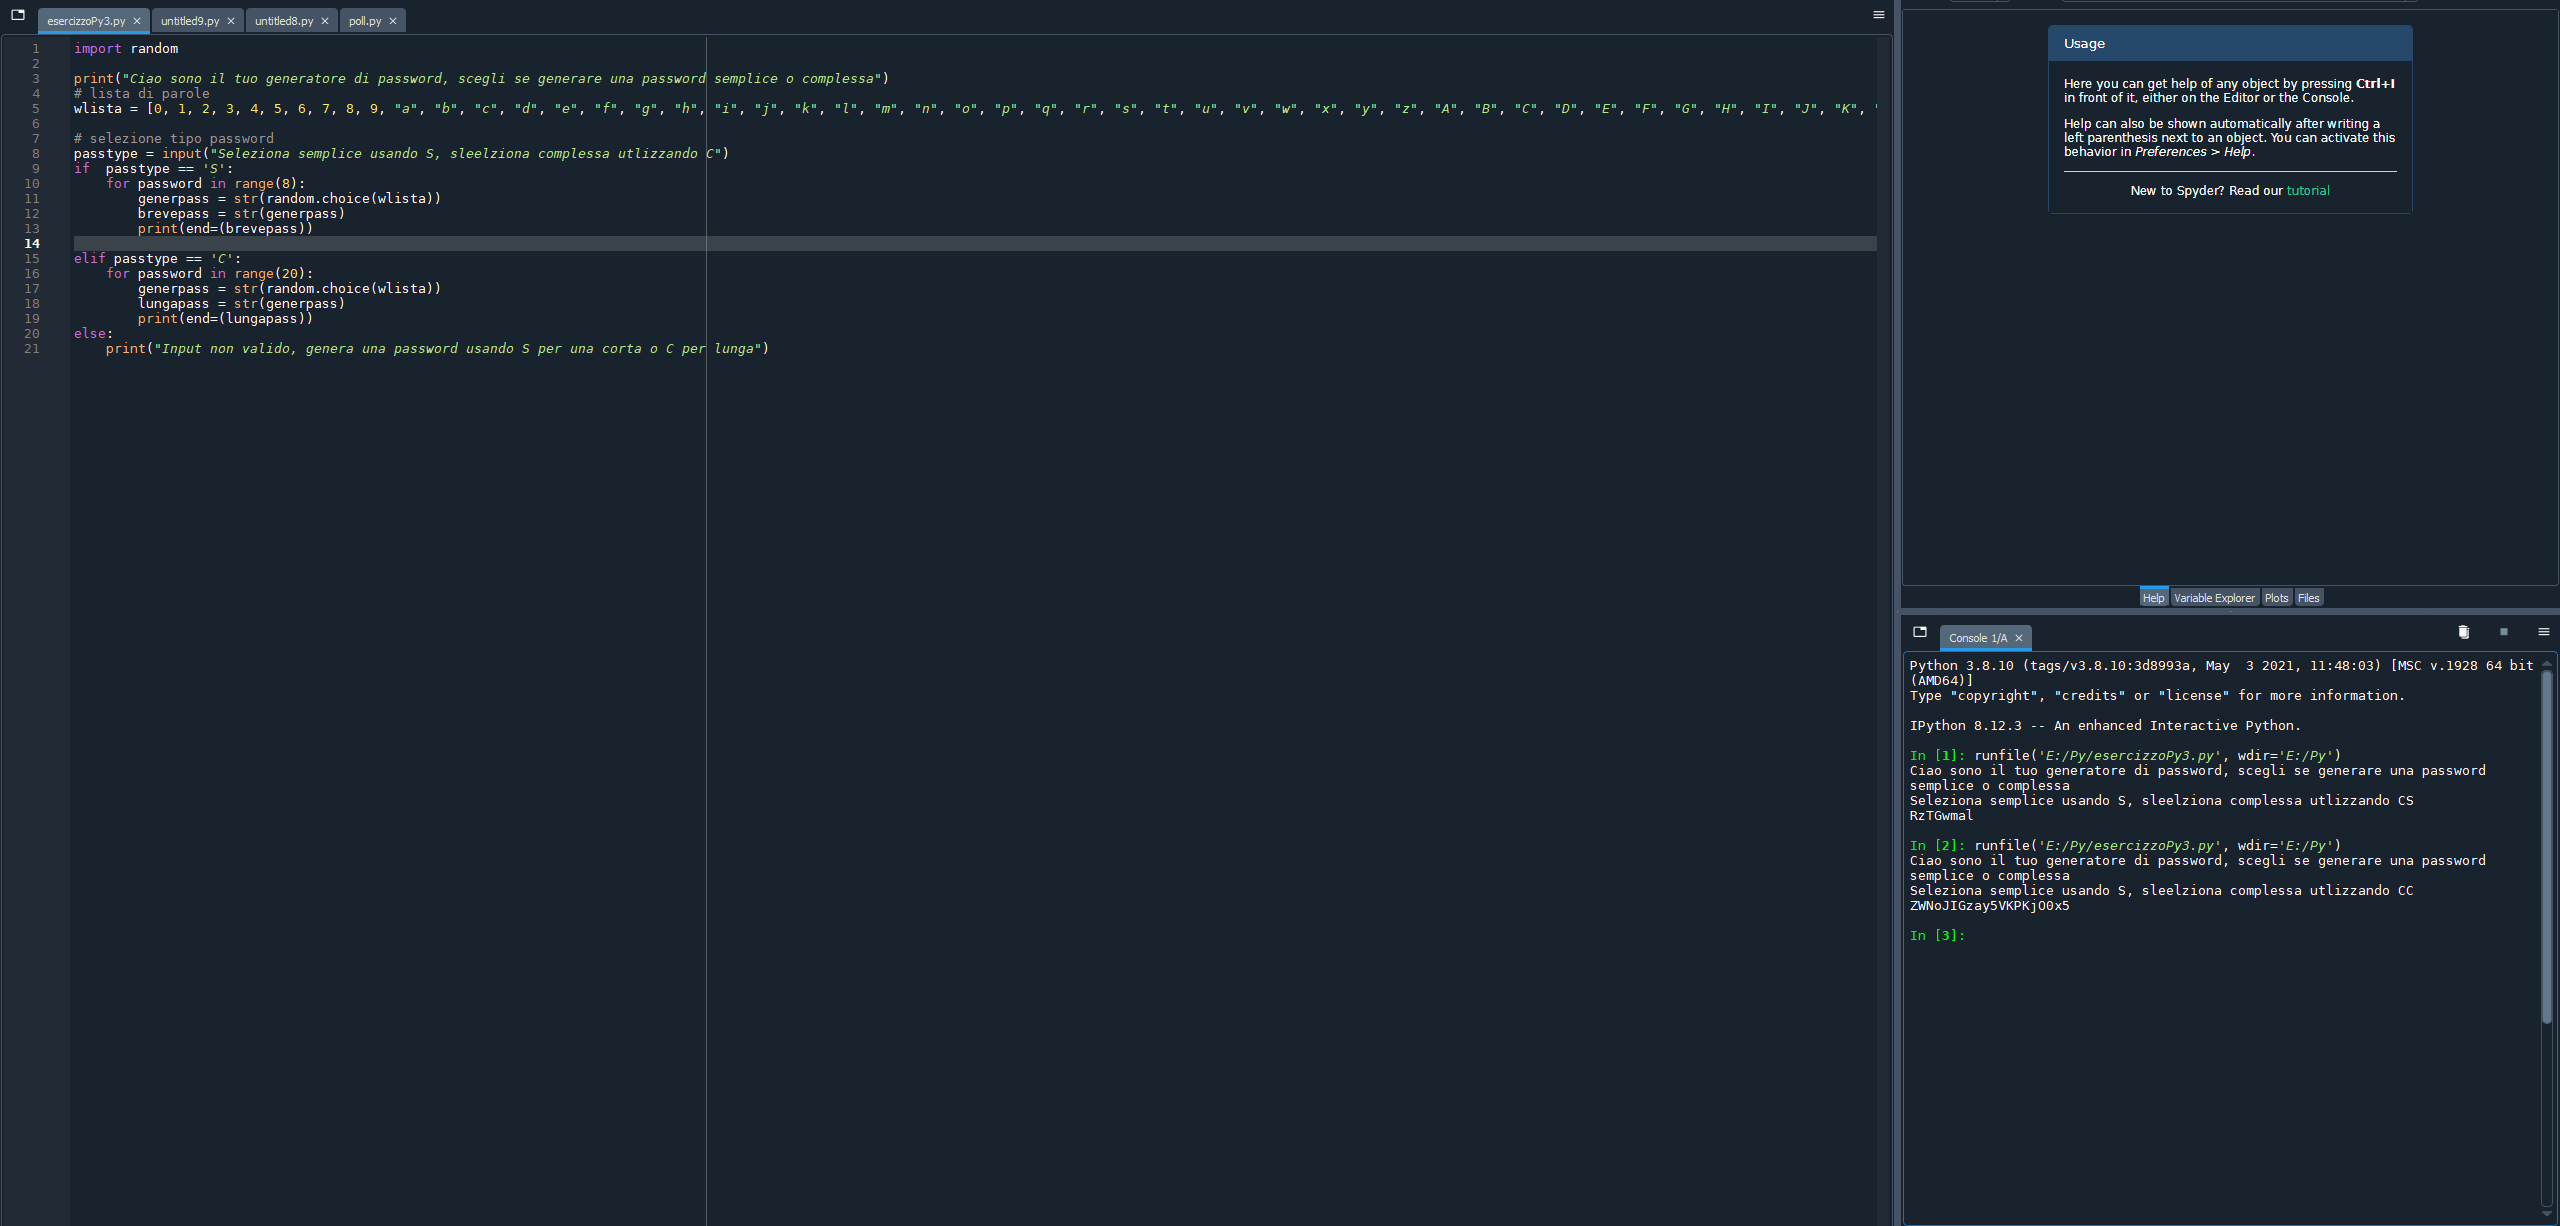 esercizzoPy3.py untitled9.py untitled8.py poll.py
1 import random
2
3 print("Ciao sono il tuo generatore di password, scegli se generare una password semplice o complessa")
4 # lista di parole
5 wlista = [0, 1, 2, 3, 4, 5, 6, 7, 8, 9, "a", "b", "c", "d", "e", "f", "g", "h", "i", "j", "k", "l", "m", "n", "o", "p", "q", "r", "s", "t", "u", "v", "w", "x", "y", "z", "A", "B", "C", "D", "E", "F", "G", "H", "I", "J", "K", "
6
7 # selezione tipo password
8 passtype = input("Seleziona semplice usando S, sleelziona complessa utlizzando C")
9 if  passtype == 'S':
10     for password in range(8):
11         generpass = str(random.choice(wlista))
12         brevepass = str(generpass)
13         print(end=(brevepass))
14
15 elif passtype == 'C':
16     for password in range(20):
17         generpass = str(random.choice(wlista))
18         lungapass = str(generpass)
19         print(end=(lungapass))
20 else:
21     print("Input non valido, genera una password usando S per una corta o C per lunga")
Usage
Here you can get help of any object by pressing Ctrl+I
in front of it, either on the Editor or the Console.
Help can also be shown automatically after writing a
left parenthesis next to an object. You can activate this
behavior in Preferences > Help.
New to Spyder? Read our tutorial
Help Variable Explorer Plots Files
Console 1/A
Python 3.8.10 (tags/v3.8.10:3d8993a, May  3 2021, 11:48:03) [MSC v.1928 64 bit
(AMD64)]
Type "copyright", "credits" or "license" for more information.
IPython 8.12.3 -- An enhanced Interactive Python.
In [1]: runfile('E:/Py/esercizzoPy3.py', wdir='E:/Py')
Ciao sono il tuo generatore di password, scegli se generare una password
semplice o complessa
Seleziona semplice usando S, sleelziona complessa utlizzando CS
RzTGwmal
In [2]: runfile('E:/Py/esercizzoPy3.py', wdir='E:/Py')
Ciao sono il tuo generatore di password, scegli se generare una password
semplice o complessa
Seleziona semplice usando S, sleelziona complessa utlizzando CC
ZWNoJIGzay5VKPKjO0x5
In [3]: